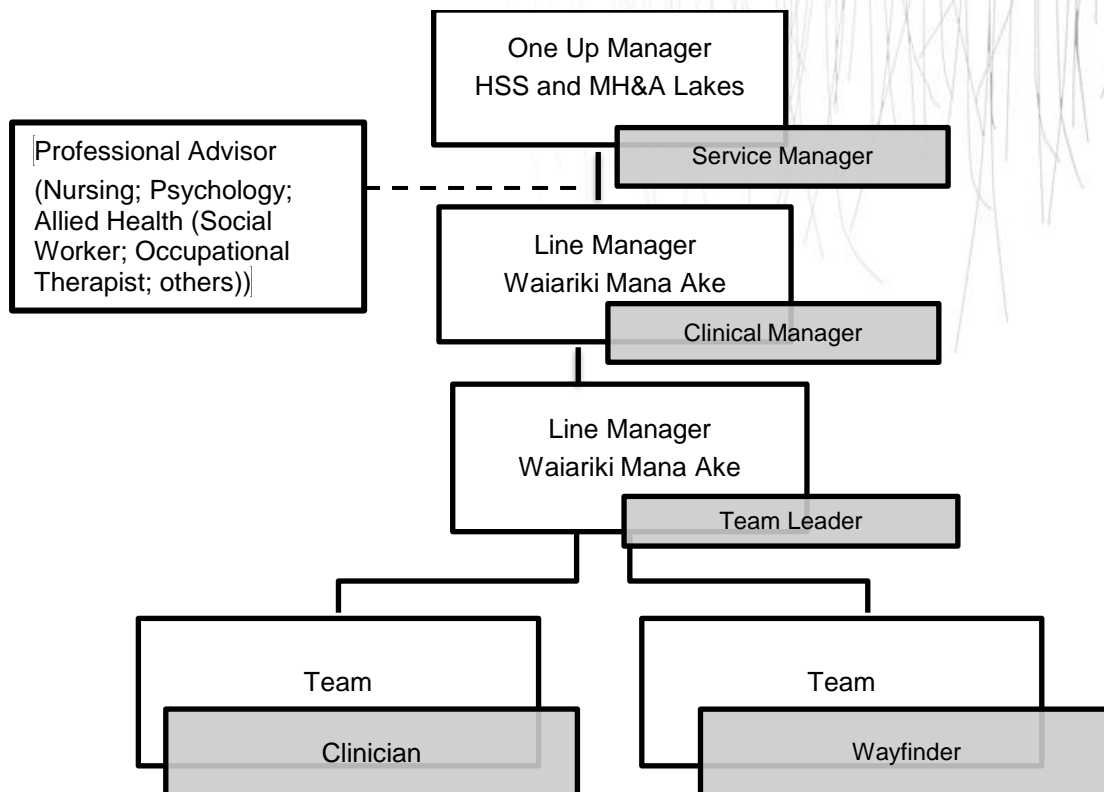 One Up Manager
HSS and MH&A Lakes
Service Manager
Professional Advisor
(Nursing; Psychology;
Allied Health (Social
Worker; Occupational
Therapist; others))
Line Manager
Waiariki Mana Ake
Clinical Manager
Line Manager
Waiariki Mana Ake
Team Leader
Team
Clinician
Team
Wayfinder